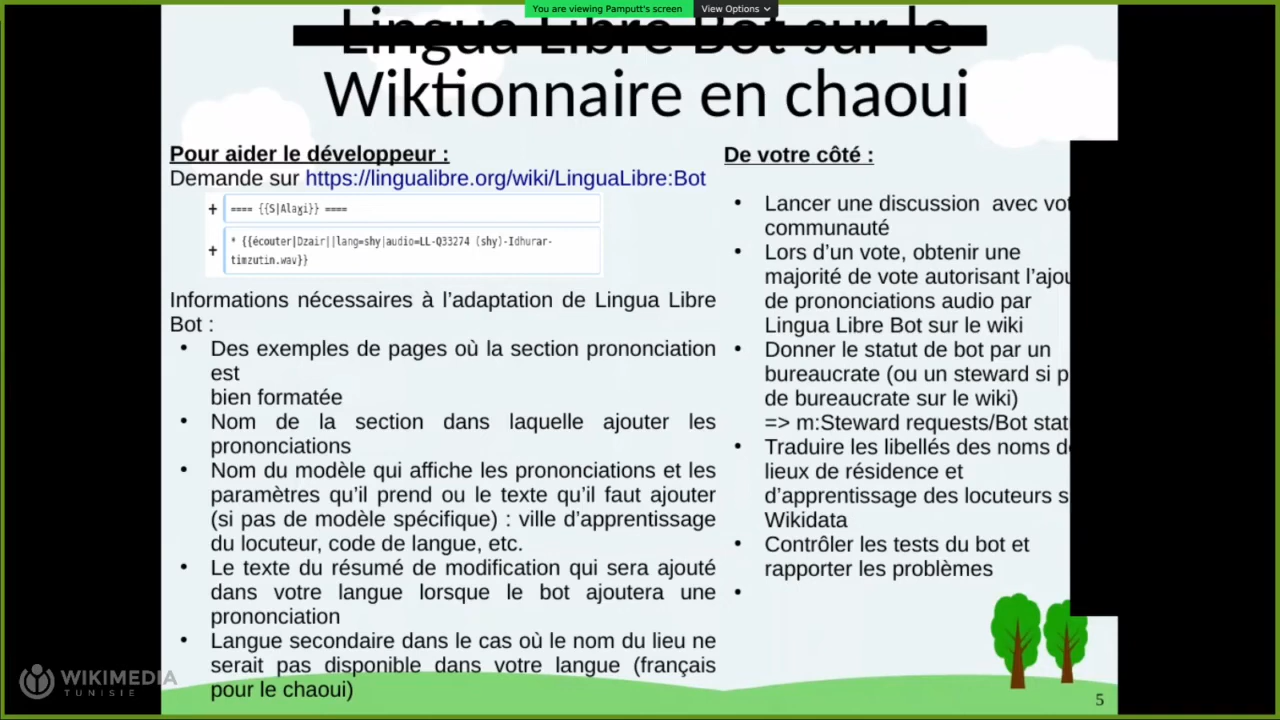 You are viewing Pamputt's screen
View Options
Lingua Libre Bot sur le
Wiktionnaire en chaoui
Pour aider le développeur :
Demande sur https://lingualibre.org/wiki/LinguaLibre:Bot
+ ==== {{S|Alaɣi}} ====
+ * {{écouter|Dzair||lang=shy|audio=LL-Q33274 (shy)-Idhurar-
timzutin.wav}}
Informations nécessaires à l’adaptation de Lingua Libre
Bot :
• Des exemples de pages où la section prononciation
est
bien formatée
• Nom de la section dans laquelle ajouter les
prononciations
• Nom du modèle qui affiche les prononciations et les
paramètres qu’il prend ou le texte qu’il faut ajouter
(si pas de modèle spécifique) : ville d’apprentissage
du locuteur, code de langue, etc.
• Le texte du résumé de modification qui sera ajouté
dans votre langue lorsque le bot ajoutera une
prononciation
• Langue secondaire dans le cas où le nom du lieu ne
serait pas disponible dans votre langue (français
pour le chaoui)
De votre côté :
• Lancer une discussion avec
communauté
• Lors d’un vote, obtenir une
majorité de vote autorisant
de prononciations audio par
Lingua Libre Bot sur le wiki
• Donner le statut de bot par un
bureaucrate (ou un steward si
de bureaucrate sur le wiki)
=> m:Steward requests/Bot
• Traduire les libellés des noms
lieux de résidence et
d’apprentissage des locuteurs
Wikidata
• Contrôler les tests du bot et
rapporter les problèmes
•
WIKIMEDIA
TUNISIE
5